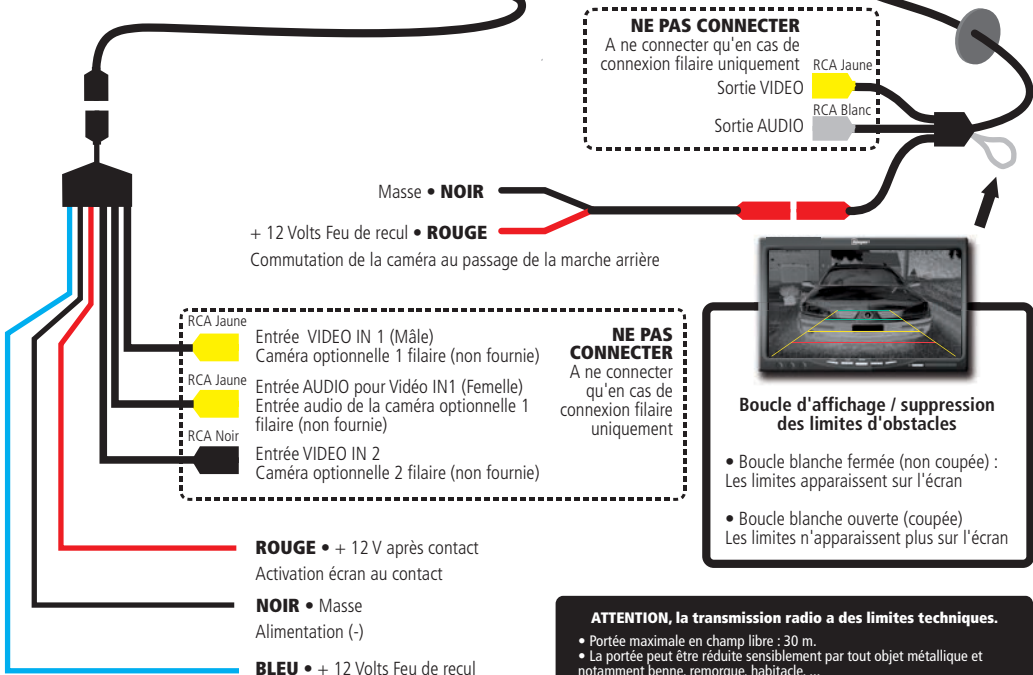 NE PAS CONNECTER
A ne connecter qu'en cas de
connexion filaire uniquement
RCA Jaune
Sortie VIDEO
RCA Blanc
Sortie AUDIO
Masse • NOIR
+ 12 Volts Feu de recul • ROUGE
Commutation de la caméra au passage de la marche arrière
RCA Jaune
Entrée VIDEO IN 1 (Mâle)
Caméra optionnelle 1 filaire (non fournie)
RCA Jaune
Entrée AUDIO pour Vidéo IN1 (Femelle)
Entrée audio de la caméra optionnelle 1
filaire (non fournie)
RCA Noir
Entrée VIDEO IN 2
Caméra optionnelle 2 filaire (non fournie)
NE PAS
CONNECTER
A ne connecter
qu'en cas de
connexion filaire
uniquement
Boucle d'affichage / suppression
des limites d'obstacles
• Boucle blanche fermée (non coupée) :
Les limites apparaissent sur l'écran
• Boucle blanche ouverte (coupée)
Les limites n'apparaissent plus sur l'écran
ROUGE • + 12 V après contact
Activation écran au contact
NOIR • Masse
Alimentation (-)
BLEU • + 12 Volts Feu de recul
ATTENTION, la transmission radio a des limites techniques.
• Portée maximale en champ libre : 30 m.
• La portée peut être réduite sensiblement par tout objet métallique et
notamment benne, remorque, habitacle, ...